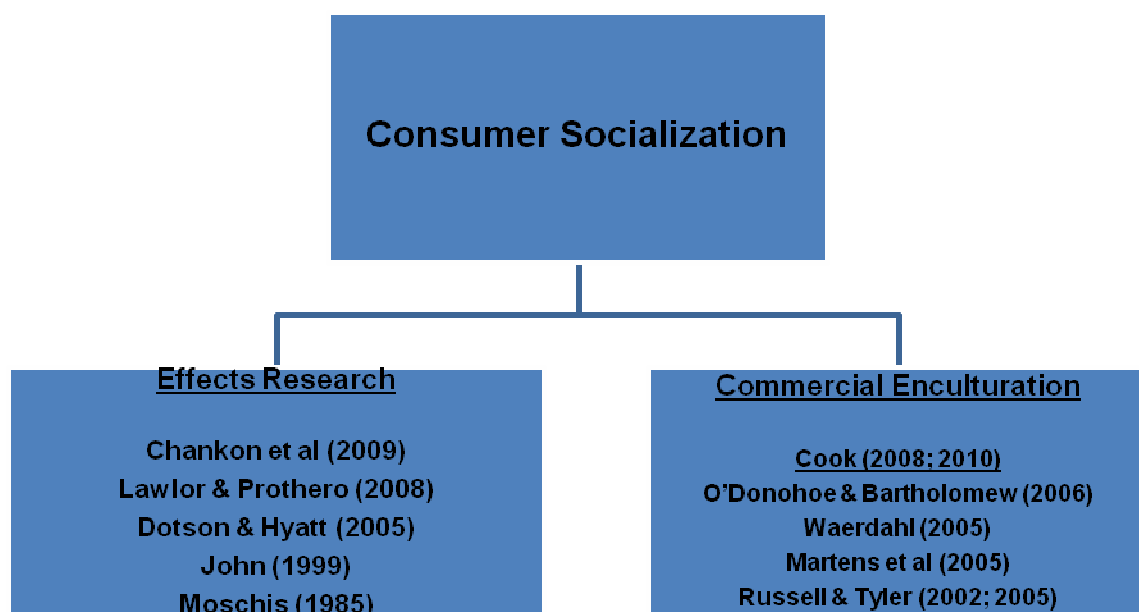 Consumer Socialization
Effects Research
Chankon et al (2009)
Lawlor & Prothero (2008)
Dotson & Hyatt (2005)
John (1999)
Moschis (1985)
Commercial Enculturation
Cook (2008; 2010)
O'Donohoe & Bartholomew (2006)
Waerdahl (2005)
Martens et al (2005)
Russell & Tyler (2002; 2005)